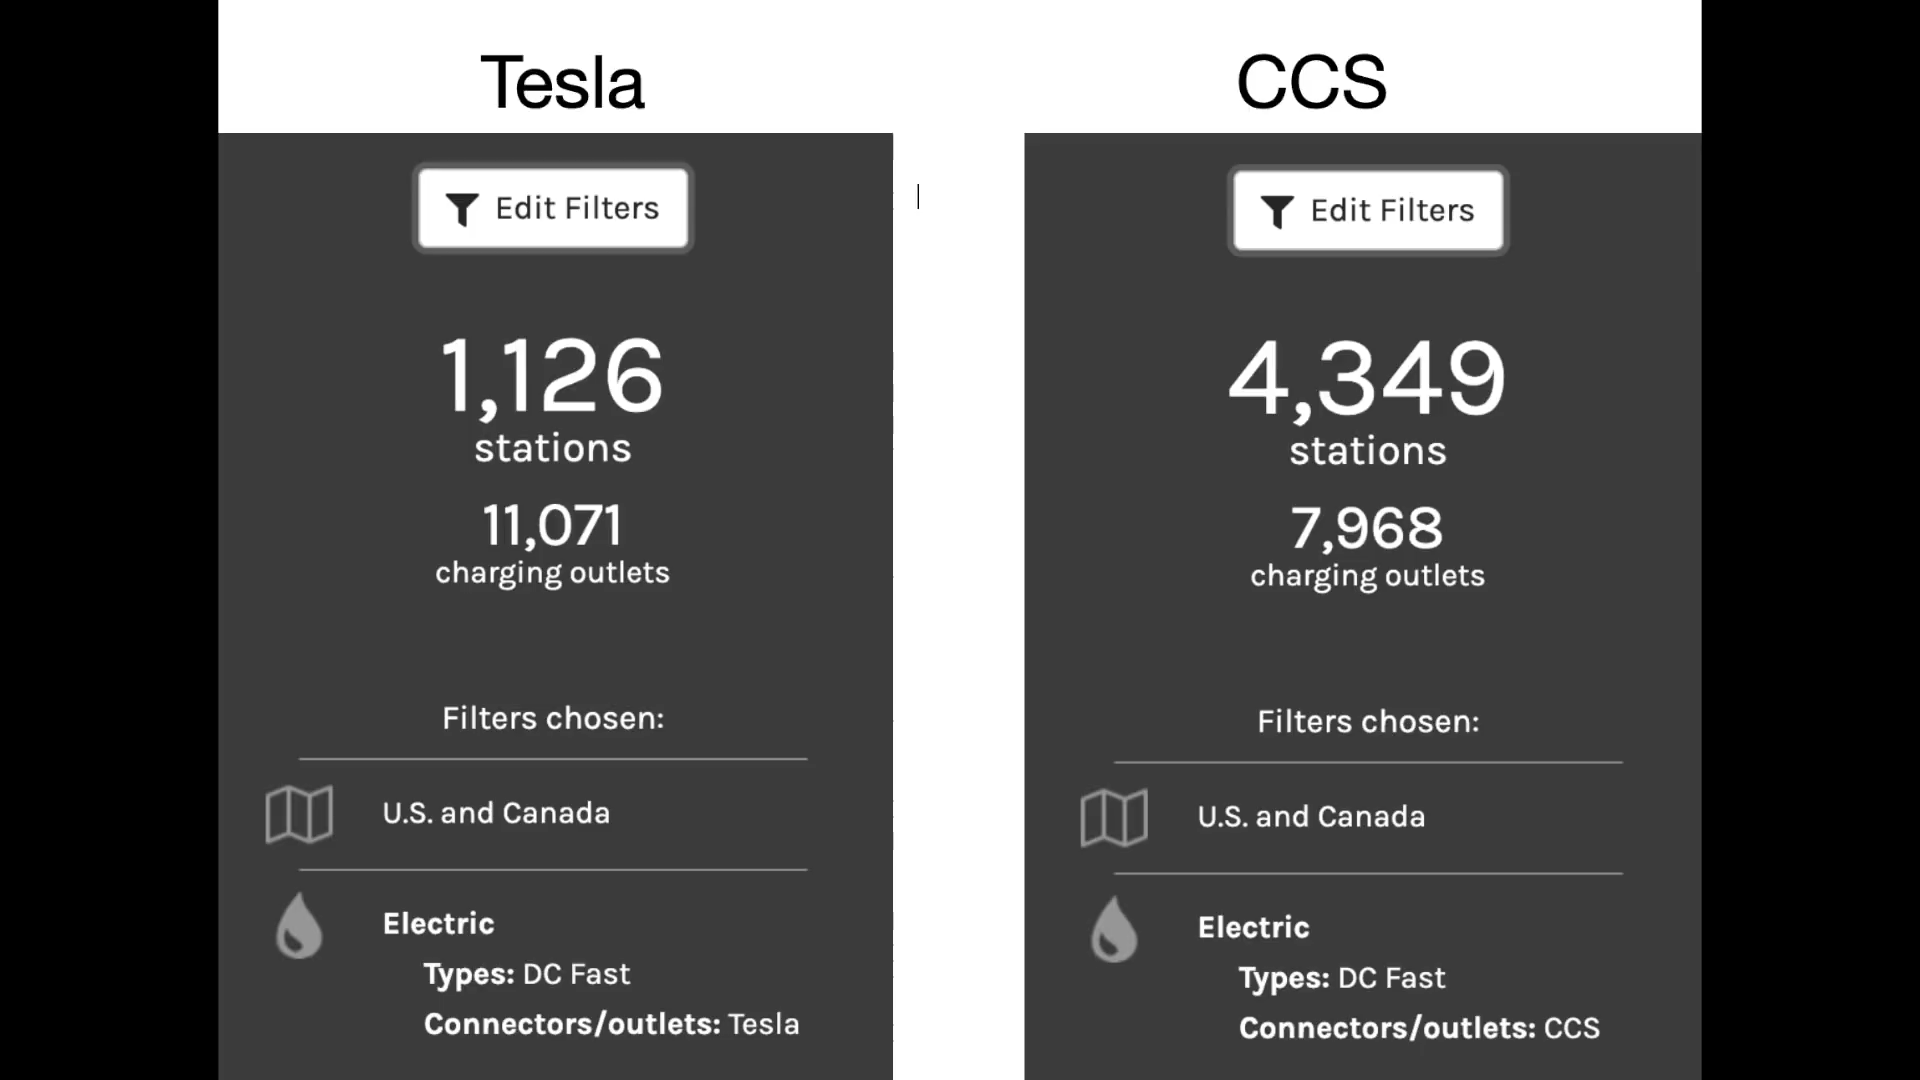 Tesla
Edit Filters
1,126
stations
11,071
charging outlets
Filters chosen:
U.S. and Canada
Electric
Types: DC Fast
Connectors/outlets: Tesla
CCS
Edit Filters
4,349
stations
7,968
charging outlets
Filters chosen:
U.S. and Canada
Electric
Types: DC Fast
Connectors/outlets: CCS